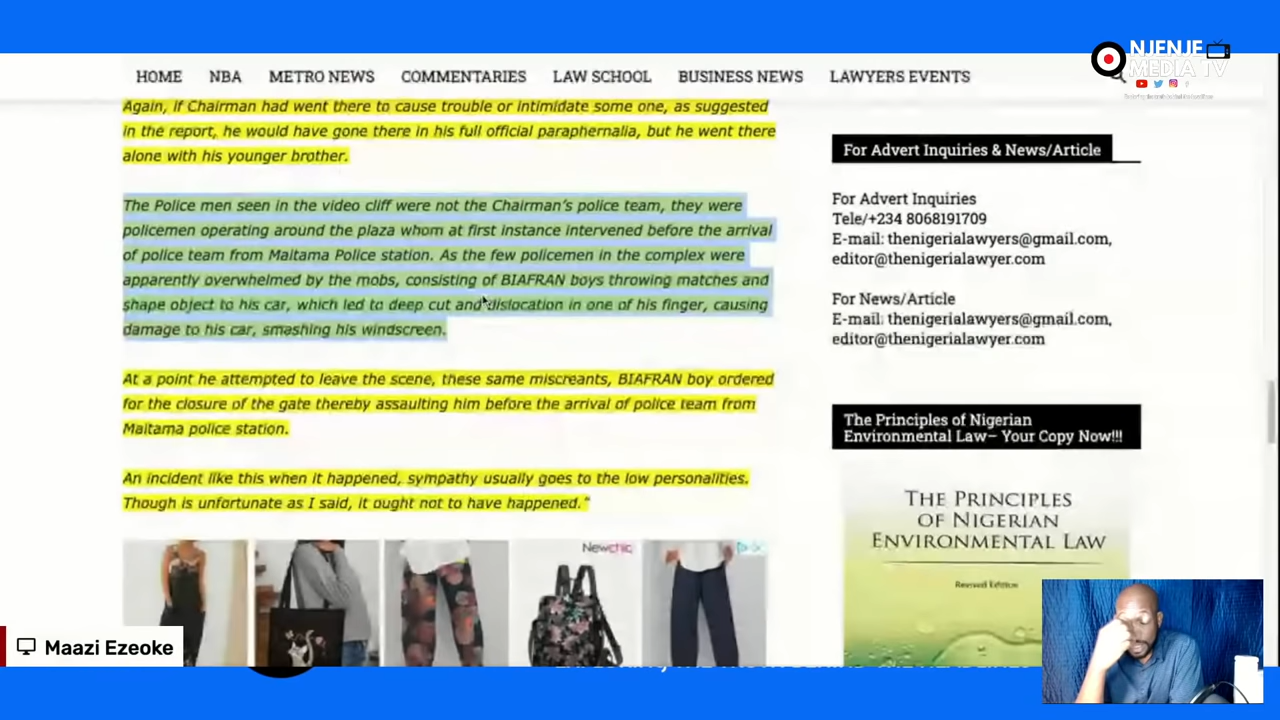 NJENJE
MEDIA TV
HOME NBA METRO NEWS COMMENTARIES LAW SCHOOL BUSINESS NEWS LAWYERS EVENTS
Again, if Chairman had went there to cause trouble or intimidate some one, as suggested
in the report, he would have gone there in his full official paraphernalia, but he went there
alone with his younger brother.
The Police men seen in the video cliff were not the Chairman's police team, they were
policemen operating around the plaza whom at first instance intervened before the arrival
of police team from Maitama Police station. As the few policemen in the complex were
apparently overwhelmed by the mobs, consisting of BIAFRAN boys throwing matches and
shape object to his car, which led to deep cut and dislocation in one of his finger, causing
damage to his car, smashing his windscreen.
At a point he attempted to leave the scene, these same miscreants, BIAFRAN boy ordered
for the closure of the gate thereby assaulting him before the arrival of police team from
Maitama police station.
An incident like this when it happened, sympathy usually goes to the low personalities.
Though is unfortunate as I said, it ought not to have happened."
Newchic
For Advert Inquiries & News/Article
For Advert Inquiries
Tele/+234 8068191709
E-mail: thenigerialawyers@gmail.com,
editor@thenigerialawyer.com
For News/Article
E-mail: thenigerialawyers@gmail.com,
editor@thenigerialawyer.com
The Principles of Nigerian
Environmental Law– Your Copy Now!!!
THE PRINCIPLES
OF NIGERIAN
ENVIRONMENTAL LAW
Revised Edition
Maazi Ezeoke